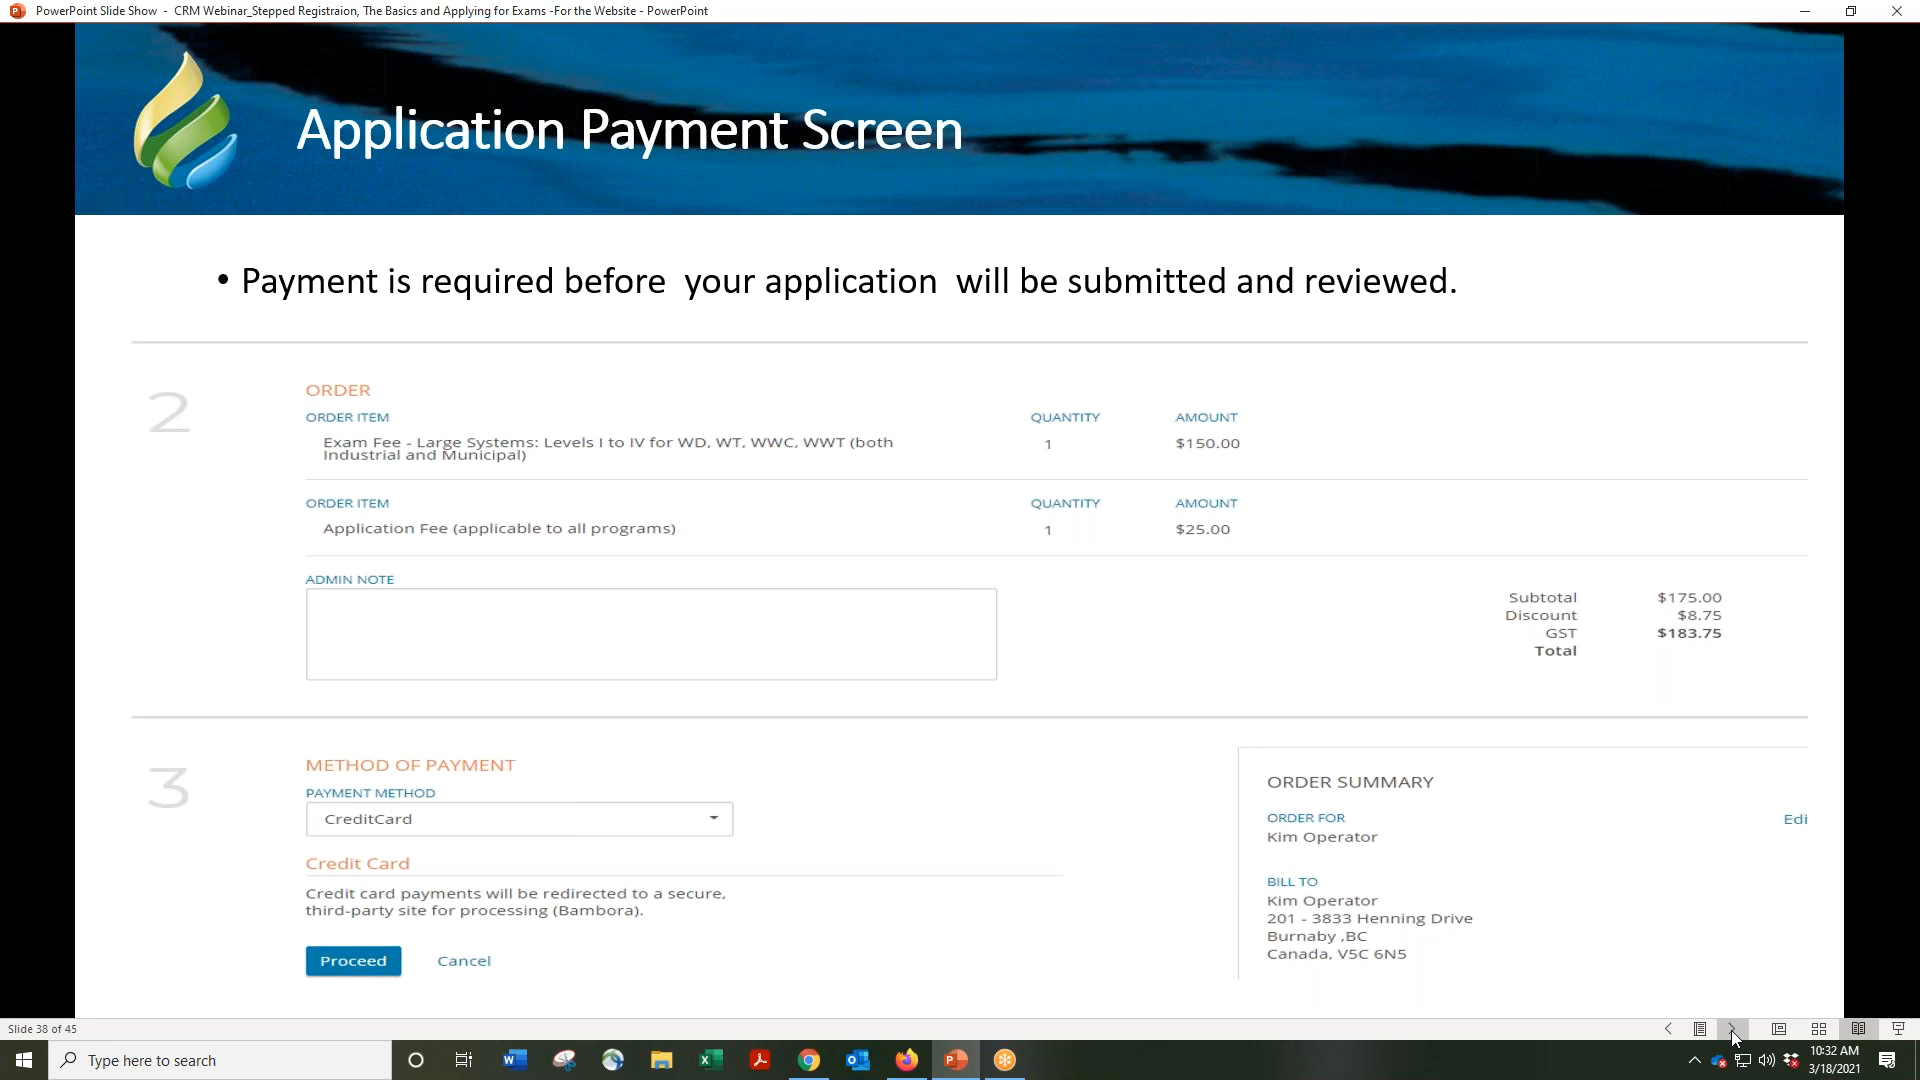 PowerPoint Slide Show - CRM Webinar_Stepped Registraion, The Basics and Applying for Exams -For the Website - PowerPoint
Application Payment Screen
• Payment is required before your application will be submitted and reviewed.
2
ORDER
ORDER ITEM QUANTITY AMOUNT
Exam Fee - Large Systems: Levels I to IV for WD, WT, WWC, WWT (both 1 $150.00
Industrial and Municipal)
ORDER ITEM QUANTITY AMOUNT
Application Fee (applicable to all programs) 1 $25.00
ADMIN NOTE
Subtotal $175.00
Discount $8.75
GST $183.75
Total
3
METHOD OF PAYMENT
PAYMENT METHOD
CreditCard
Credit Card
Credit card payments will be redirected to a secure,
third-party site for processing (Bambora).
Proceed Cancel
ORDER SUMMARY
ORDER FOR Edi
Kim Operator
BILL TO
Kim Operator
201 - 3833 Henning Drive
Burnaby ,BC
Canada, V5C 6N5
Slide 38 of 45
Type here to search
10:32 AM
3/18/2021